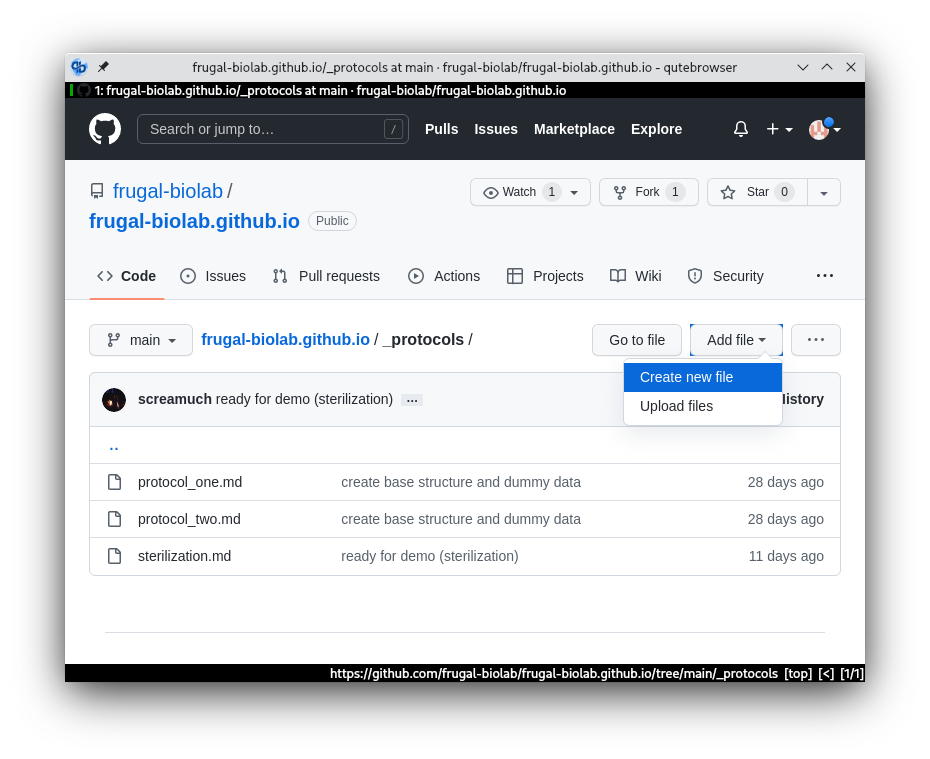 frugal-biolab.github.io/_protocols at main · frugal-biolab/frugal-biolab.github.io - qutebrowser
1: frugal-biolab.github.io/_protocols at main · frugal-biolab/frugal-biolab.github.io
Search or jump to… / Pulls Issues Marketplace Explore
frugal-biolab / Watch 1 Fork 1 Star 0
frugal-biolab.github.io Public
Code Issues Pull requests Actions Projects Wiki Security ...
main frugal-biolab.github.io / _protocols / Go to file Add file ...
Create new file
screamuch ready for demo (sterilization) ... History
Upload files
..
protocol_one.md create base structure and dummy data 28 days ago
protocol_two.md create base structure and dummy data 28 days ago
sterilization.md ready for demo (sterilization) 11 days ago
https://github.com/frugal-biolab/frugal-biolab.github.io/tree/main/_protocols [top] [<] [1/1]